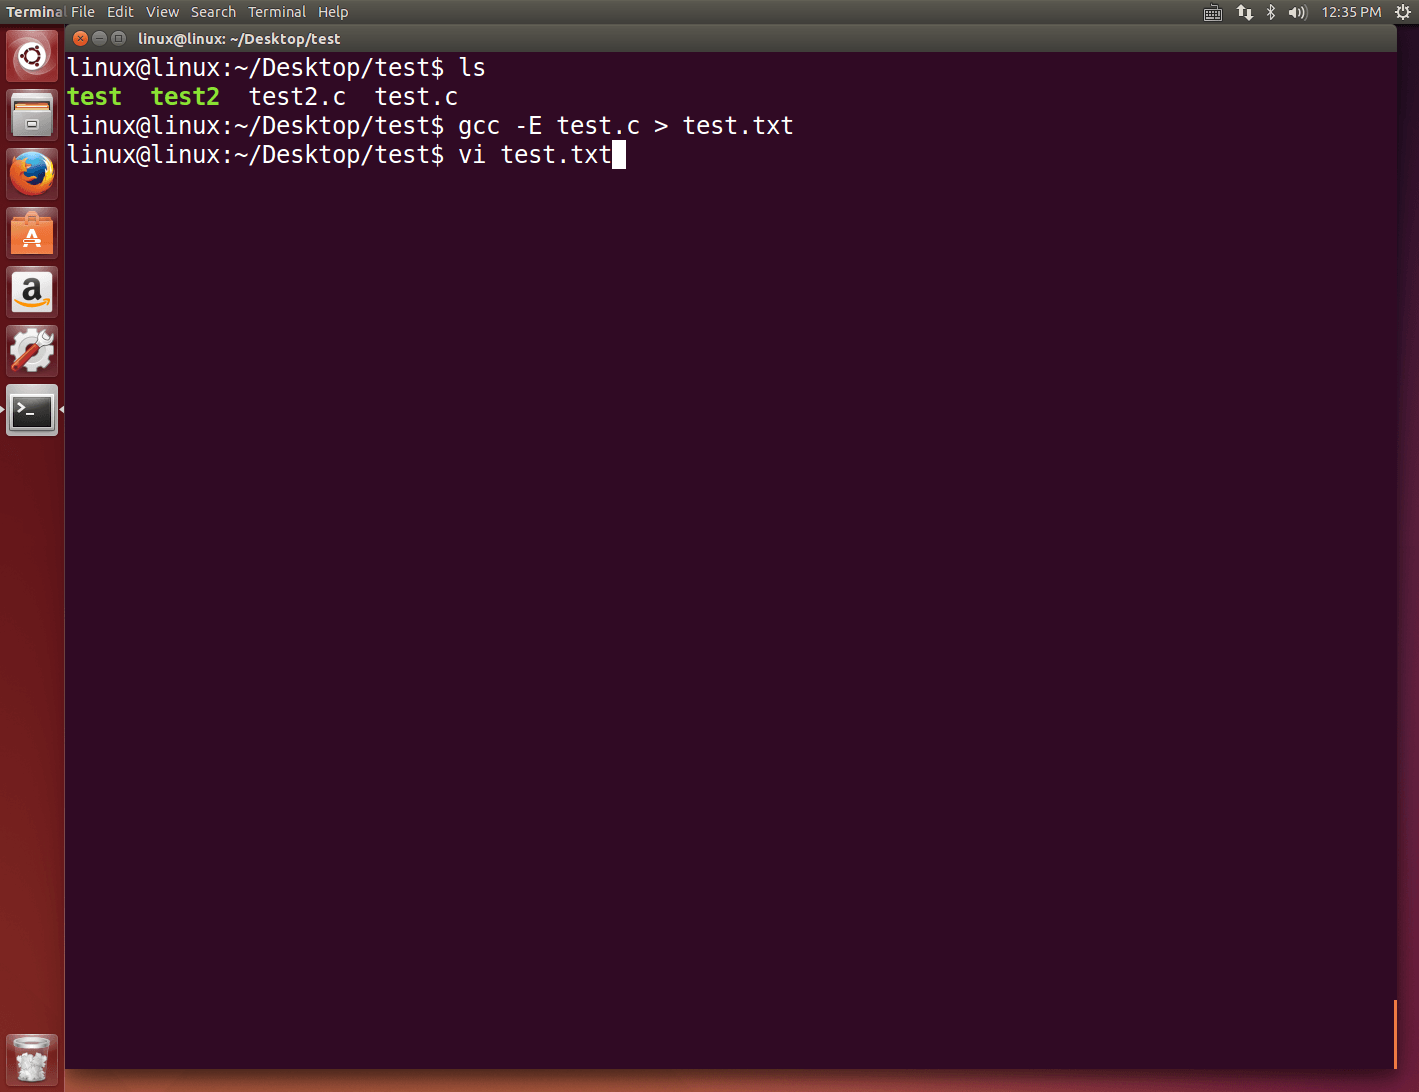 Terminal File Edit View Search Terminal Help 12:35 PM
linux@linux: ~/Desktop/test
linux@linux:~/Desktop/test$ ls
test test2 test2.c test.c
linux@linux:~/Desktop/test$ gcc -E test.c > test.txt
linux@linux:~/Desktop/test$ vi test.txt